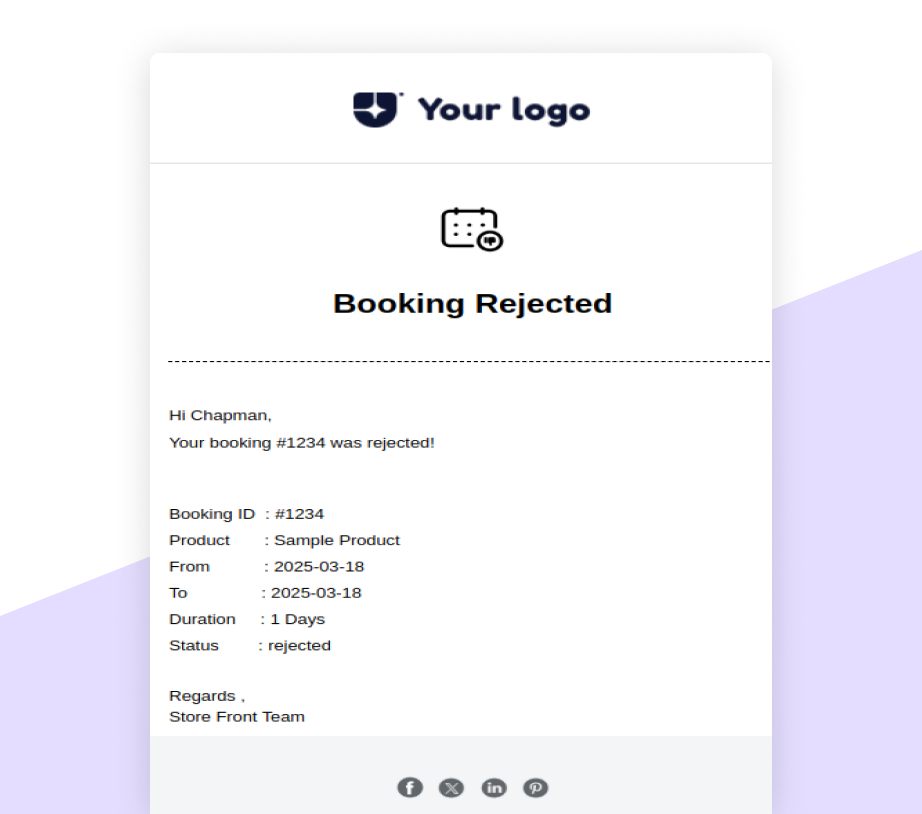 Your logo
Booking Rejected
Hi Chapman,
Your booking #1234 was rejected!
Booking ID : #1234
Product : Sample Product
From : 2025-03-18
To : 2025-03-18
Duration : 1 Days
Status : rejected
Regards ,
Store Front Team